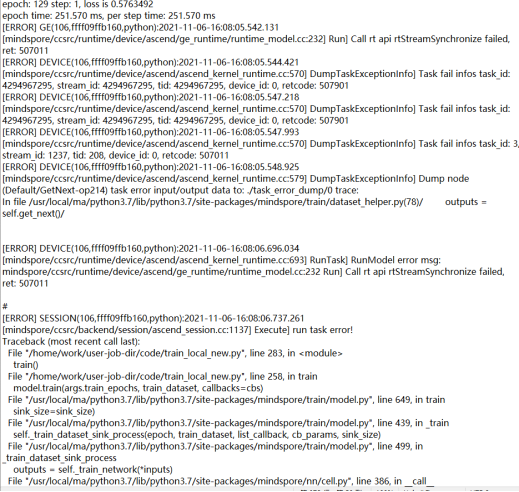 epoch: 129 step: 1, loss is 0.5763492
epoch time: 251.570 ms, per step time: 251.570 ms
[ERROR] GE(106,ffff09ffb160,python):2021-11-06-16:08:05.542.131
[mindspore/ccsrc/runtime/device/ascend/ge_runtime/runtime_model.cc:232] Run] Call rt api rtStreamSynchronize failed,
ret: 507011
[ERROR] DEVICE(106,ffff09ffb160,python):2021-11-06-16:08:05.544.421
[mindspore/ccsrc/runtime/device/ascend/ascend_kernel_runtime.cc:570] DumpTaskExceptionInfo] Task fail infos task_id:
4294967295, stream_id: 4294967295, tid: 4294967295, device_id: 0, retcode: 507901
[ERROR] DEVICE(106,ffff09ffb160,python):2021-11-06-16:08:05.547.218
[mindspore/ccsrc/runtime/device/ascend/ascend_kernel_runtime.cc:570] DumpTaskExceptionInfo] Task fail infos task_id:
4294967295, stream_id: 4294967295, tid: 4294967295, device_id: 0, retcode: 507901
[ERROR] DEVICE(106,ffff09ffb160,python):2021-11-06-16:08:05.547.993
[mindspore/ccsrc/runtime/device/ascend/ascend_kernel_runtime.cc:570] DumpTaskExceptionInfo] Task fail infos task_id: 3,
stream_id: 1237, tid: 208, device_id: 0, retcode: 507011
[ERROR] DEVICE(106,ffff09ffb160,python):2021-11-06-16:08:05.548.925
[mindspore/ccsrc/runtime/device/ascend/ascend_kernel_runtime.cc:579] DumpTaskExceptionInfo] Dump node
(Default/GetNext-op214) task error input/output data to: ./task_error_dump/0 trace:
In file /usr/local/ma/python3.7/lib/python3.7/site-packages/mindspore/train/dataset_helper.py(78)/ outputs =
self.get_next()/
[ERROR] DEVICE(106,ffff09ffb160,python):2021-11-06-16:08:06.696.034
[mindspore/ccsrc/runtime/device/ascend/ascend_kernel_runtime.cc:693] RunTask] RunModel error msg:
mindspore/ccsrc/runtime/device/ascend/ge_runtime/runtime_model.cc:232 Run] Call rt api rtStreamSynchronize failed,
ret: 507011
#
[ERROR] SESSION(106,ffff09ffb160,python):2021-11-06-16:08:06.737.261
[mindspore/ccsrc/backend/session/ascend_session.cc:1137] Execute] run task error!
Traceback (most recent call last):
File "/home/work/user-job-dir/code/train_local_new.py", line 283, in <module>
train()
File "/home/work/user-job-dir/code/train_local_new.py", line 258, in train
model.train(args.train_epochs, train_dataset, callbacks=cbs)
File "/usr/local/ma/python3.7/lib/python3.7/site-packages/mindspore/train/model.py", line 649, in train
sink_size=sink_size)
File "/usr/local/ma/python3.7/lib/python3.7/site-packages/mindspore/train/model.py", line 439, in _train
self._train_dataset_sink_process(epoch, train_dataset, list_callback, cb_params, sink_size)
File "/usr/local/ma/python3.7/lib/python3.7/site-packages/mindspore/train/model.py", line 499, in
_train_dataset_sink_process
outputs = self._train_network(*inputs)
File "/usr/local/ma/python3.7/lib/python3.7/site-packages/mindspore/nn/cell.py", line 386, in __call__